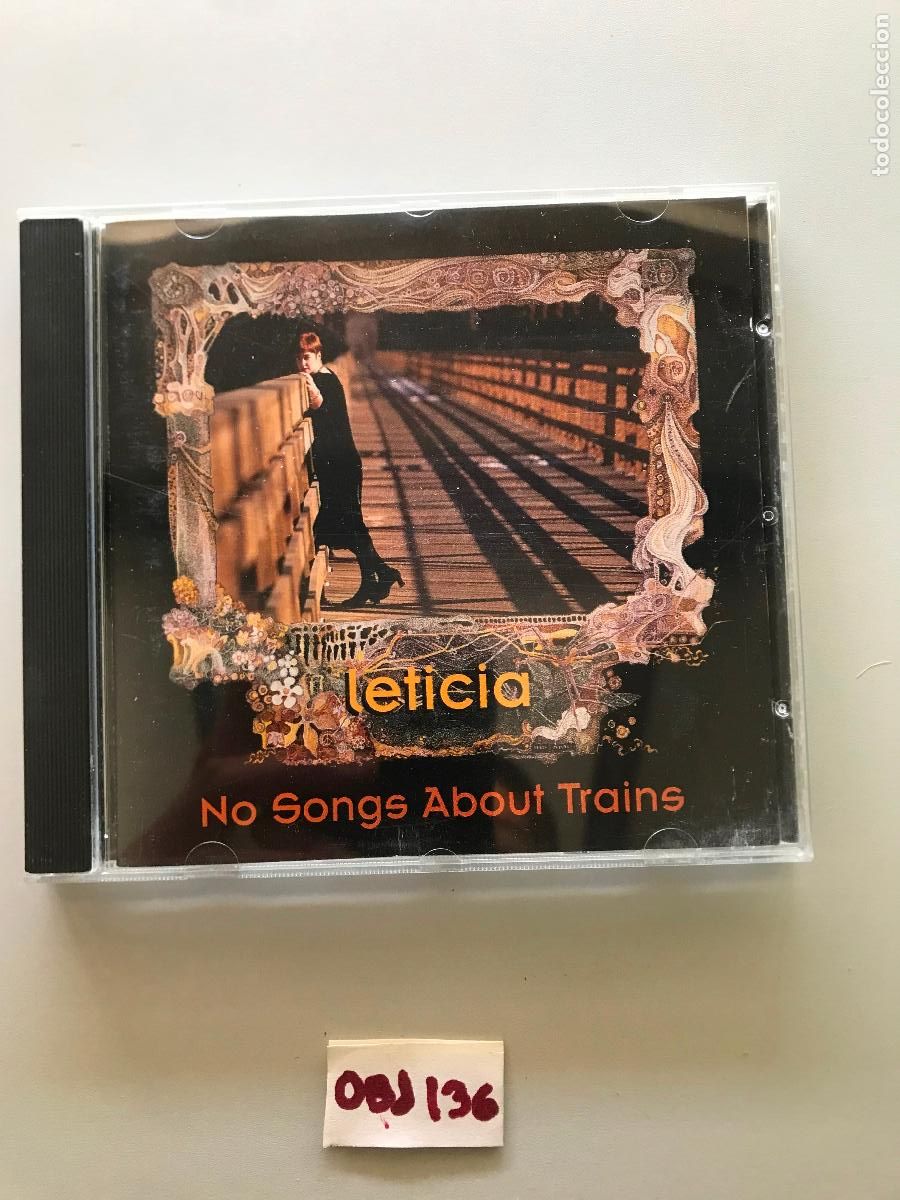 todocoleccion
leticia
No Songs About Trains
OBJ 136